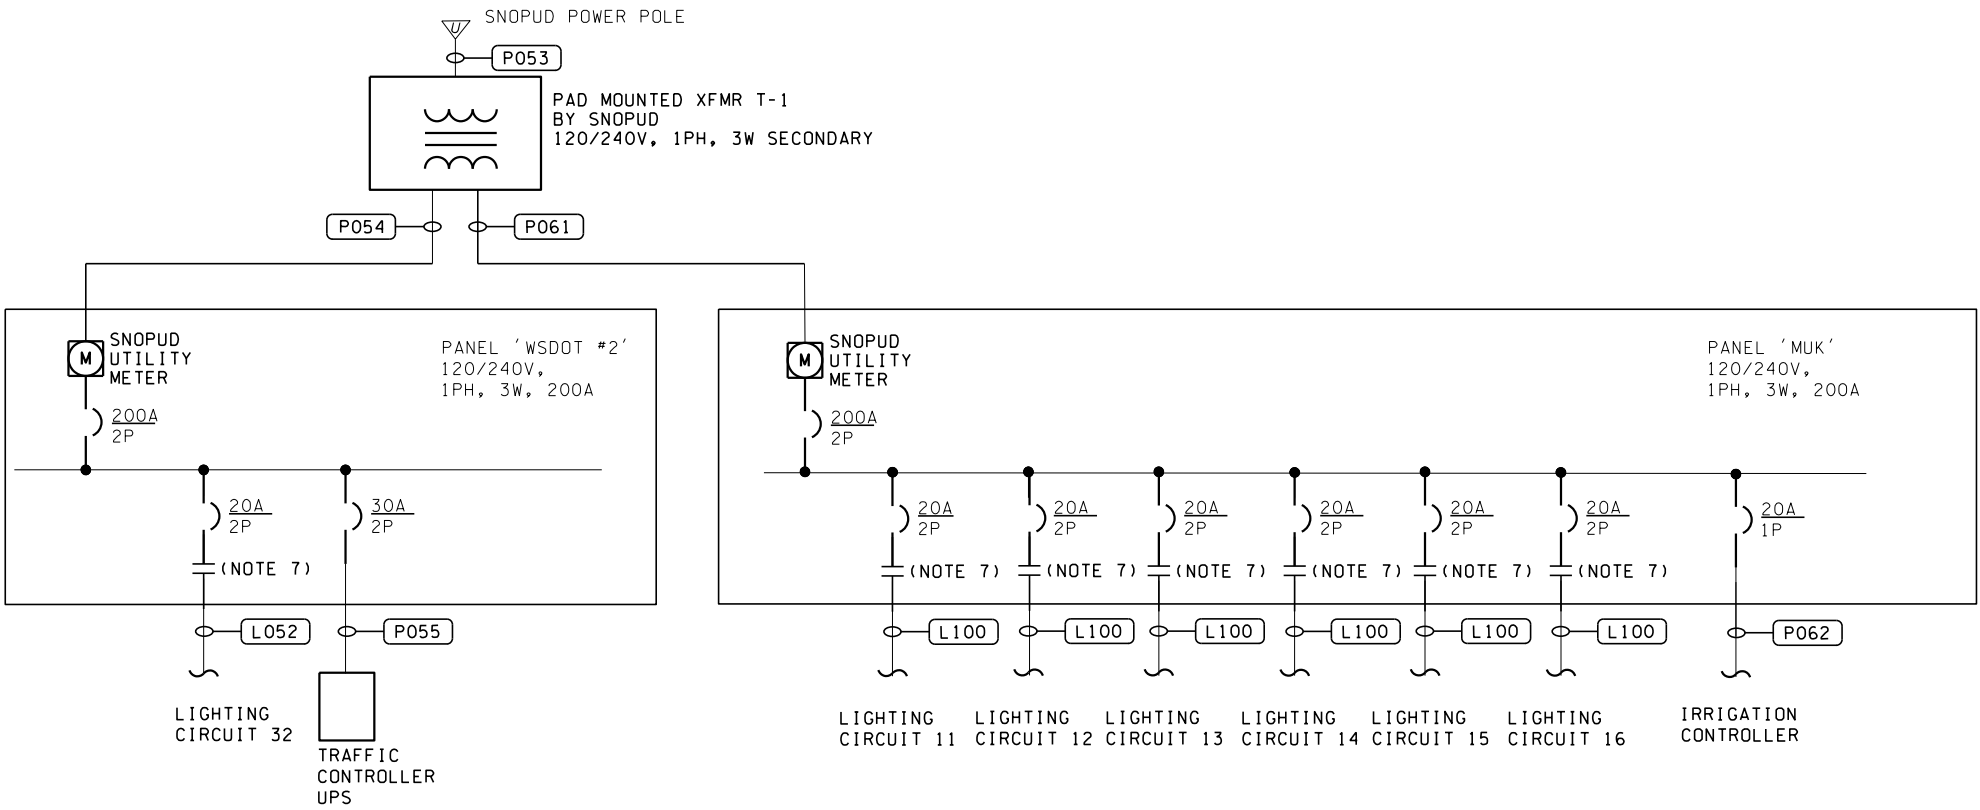 SNOPUD POWER POLE
U
P053
PAD MOUNTED XFMR T-1
BY SNOPUD
120/240V, 1PH, 3W SECONDARY
P054
P061
SNOPUD
UTILITY
METER
M
PANEL 'WSDOT #2'
120/240V,
1PH, 3W, 200A
200A
2P
20A
2P
30A
2P
(NOTE 7)
L052
P055
LIGHTING
CIRCUIT 32
TRAFFIC
CONTROLLER
UPS
SNOPUD
UTILITY
METER
M
PANEL 'MUK'
120/240V,
1PH, 3W, 200A
200A
2P
20A
2P
20A
2P
20A
2P
20A
2P
20A
2P
20A
2P
20A
1P
(NOTE 7)
(NOTE 7)
(NOTE 7)
(NOTE 7)
(NOTE 7)
(NOTE 7)
L100
L100
L100
L100
L100
L100
P062
LIGHTING
CIRCUIT 11
LIGHTING
CIRCUIT 12
LIGHTING
CIRCUIT 13
LIGHTING
CIRCUIT 14
LIGHTING
CIRCUIT 15
LIGHTING
CIRCUIT 16
IRRIGATION
CONTROLLER